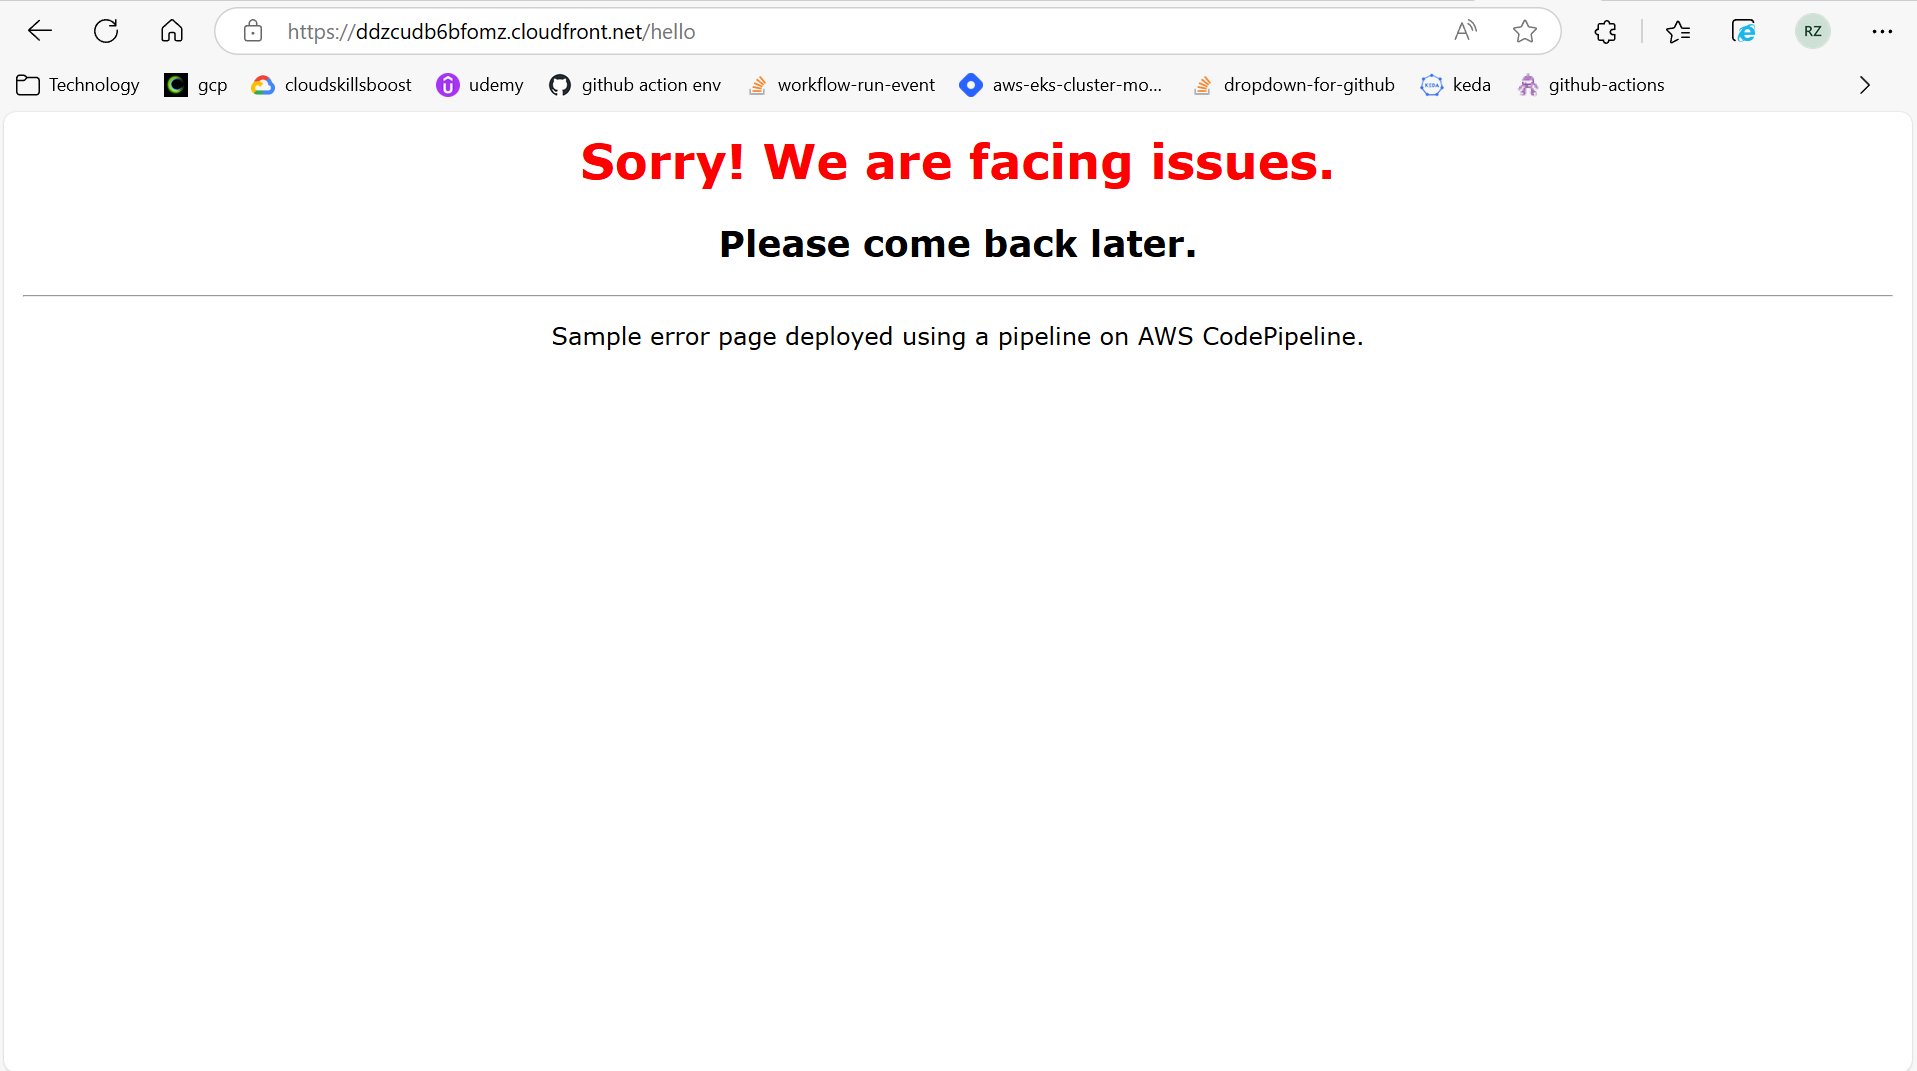 https://ddzcudb6bfomz.cloudfront.net/hello
RZ
Technology gcp cloudskillsboost udemy github action env workflow-run-event aws-eks-cluster-mo... dropdown-for-github keda github-actions
Sorry! We are facing issues.
Please come back later.
Sample error page deployed using a pipeline on AWS CodePipeline.